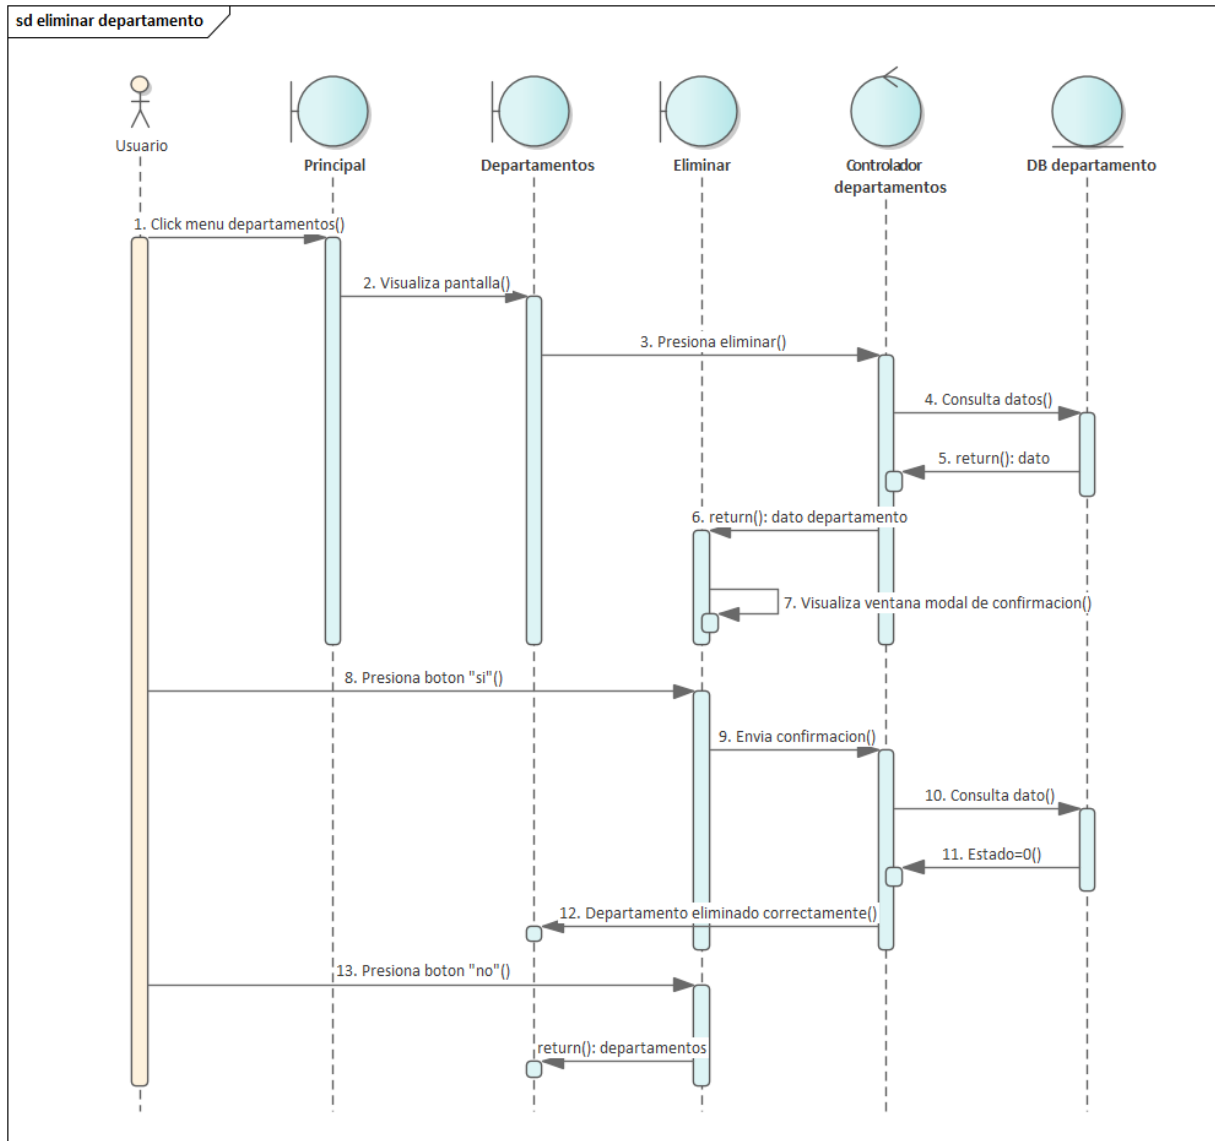 sd eliminar departamento
Usuario
Principal
Departamentos
Eliminar
Controlador
departamentos
DB departamento
1. Click menu departamentos()
2. Visualiza pantalla()
3. Presiona eliminar()
4. Consulta datos()
5. return(): dato
6. return(): dato departamento
7. Visualiza ventana modal de confirmacion()
8. Presiona boton "si"()
9. Envia confirmacion()
10. Consulta dato()
11. Estado=0()
12. Departamento eliminado correctamente()
13. Presiona boton "no"()
return(): departamentos